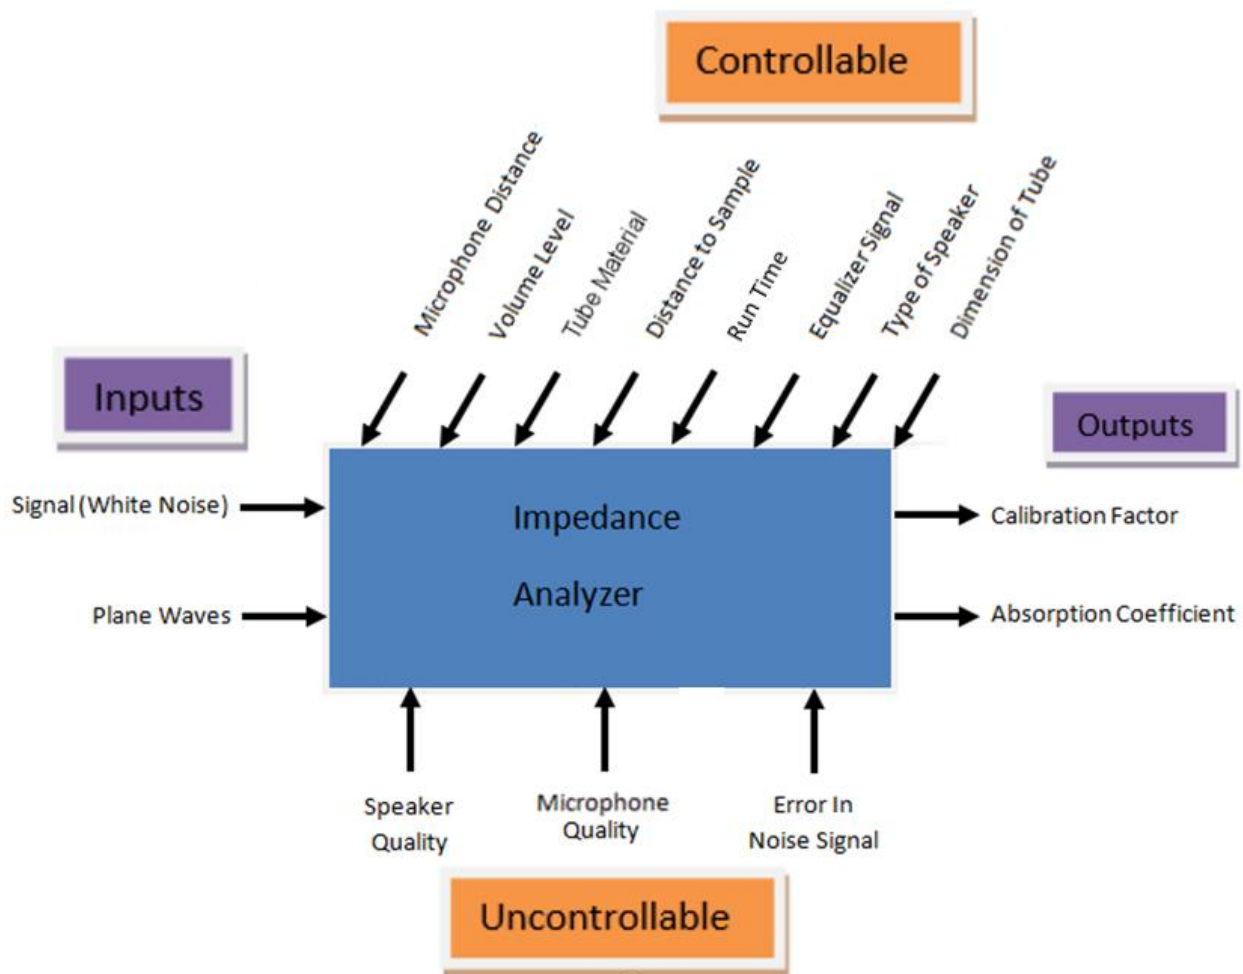 Controllable
Microphone Distance
Volume Level
Tube Material
Distance to Sample
Run Time
Equalizer Signal
Type of Speaker
Dimension of Tube
Inputs
Outputs
Signal (White Noise)
Impedance
Calibration Factor
Plane Waves
Analyzer
Absorption Coefficient
Speaker
Quality
Microphone
Quality
Error In
Noise Signal
Uncontrollable